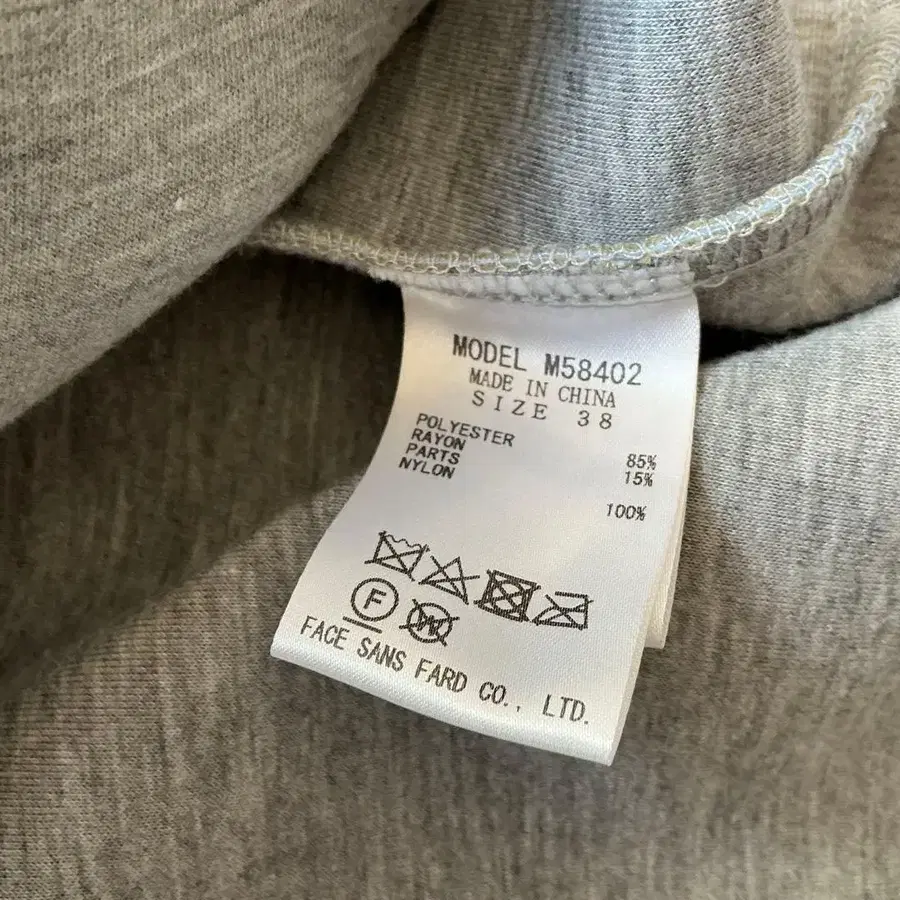 MODEL M58402
MADE IN CHINA
SIZE 38
POLYESTER 85%
RAYON 15%
PARTS
NYLON 100%
F
W
FACE SANS FARD CO., LTD.